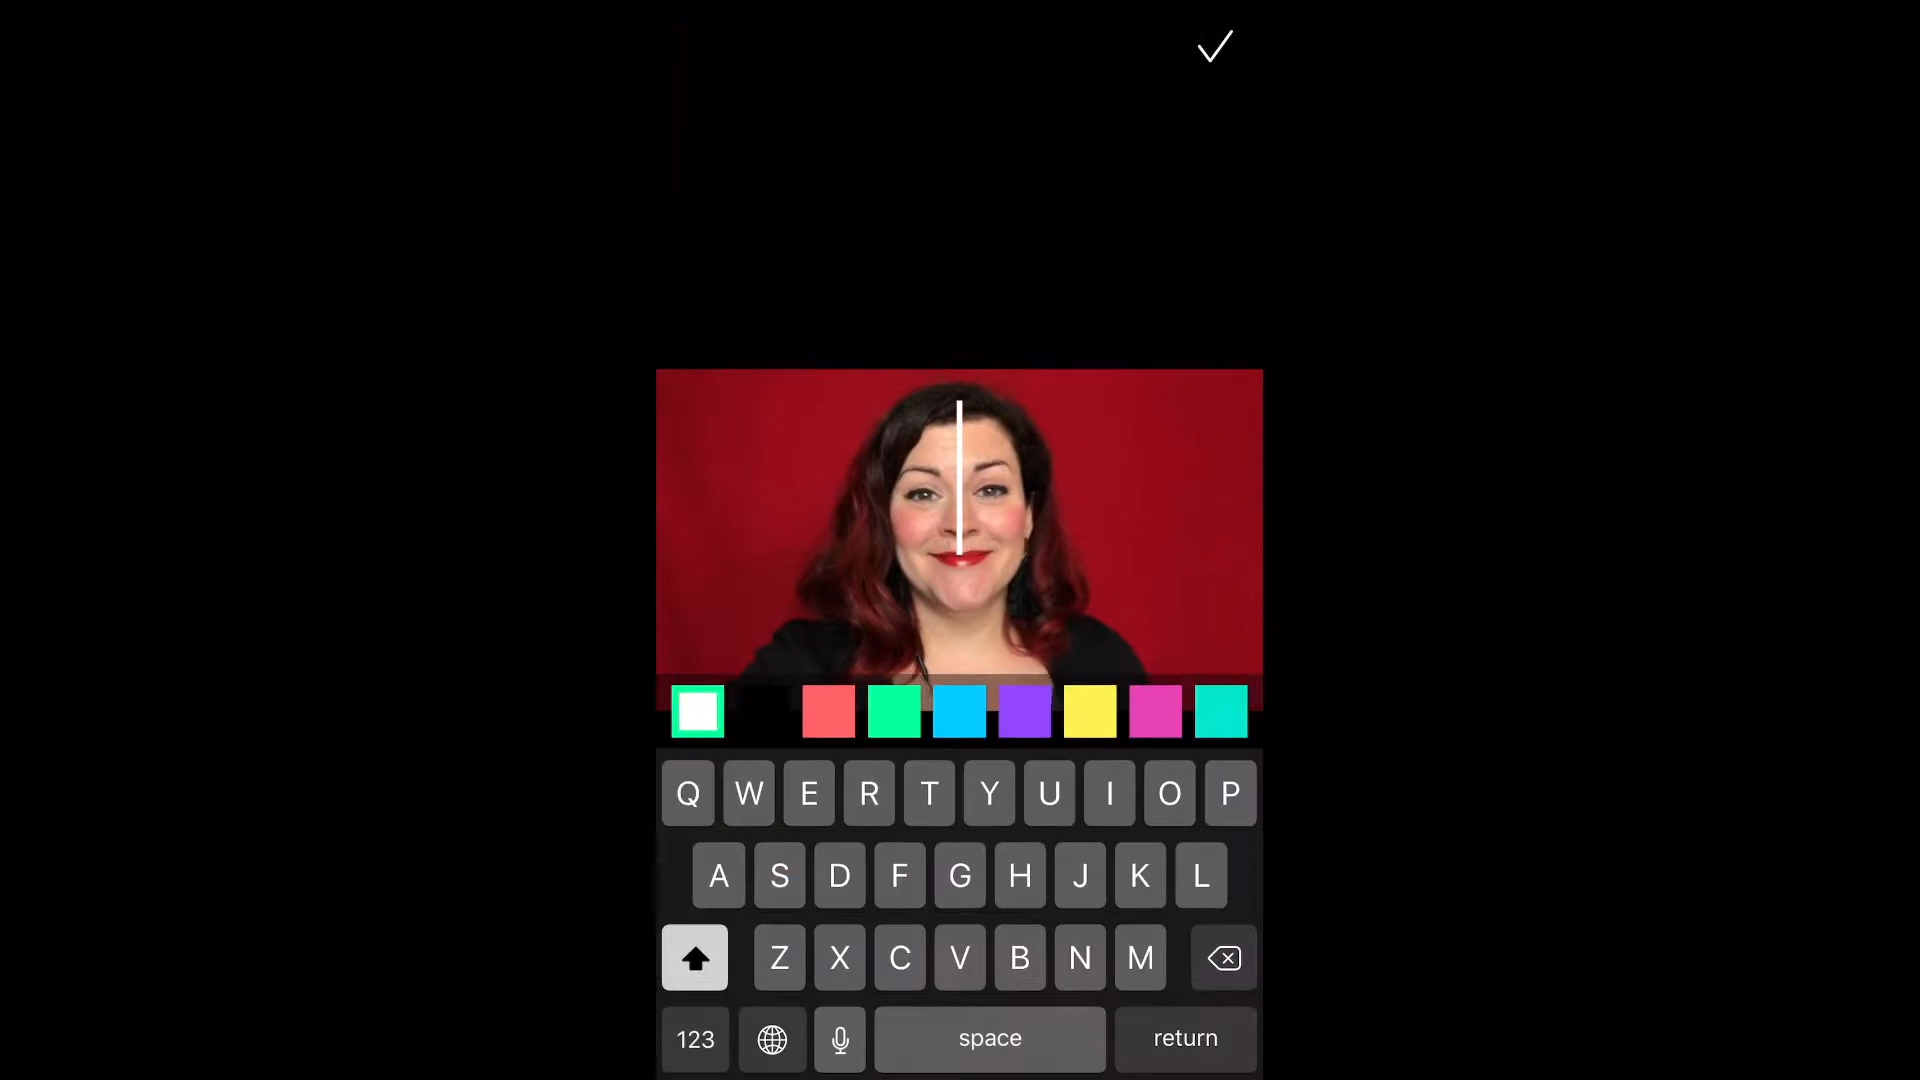 Q W E R T Y U I O P
A S D F G H J K L
Z X C V B N M
123 space return